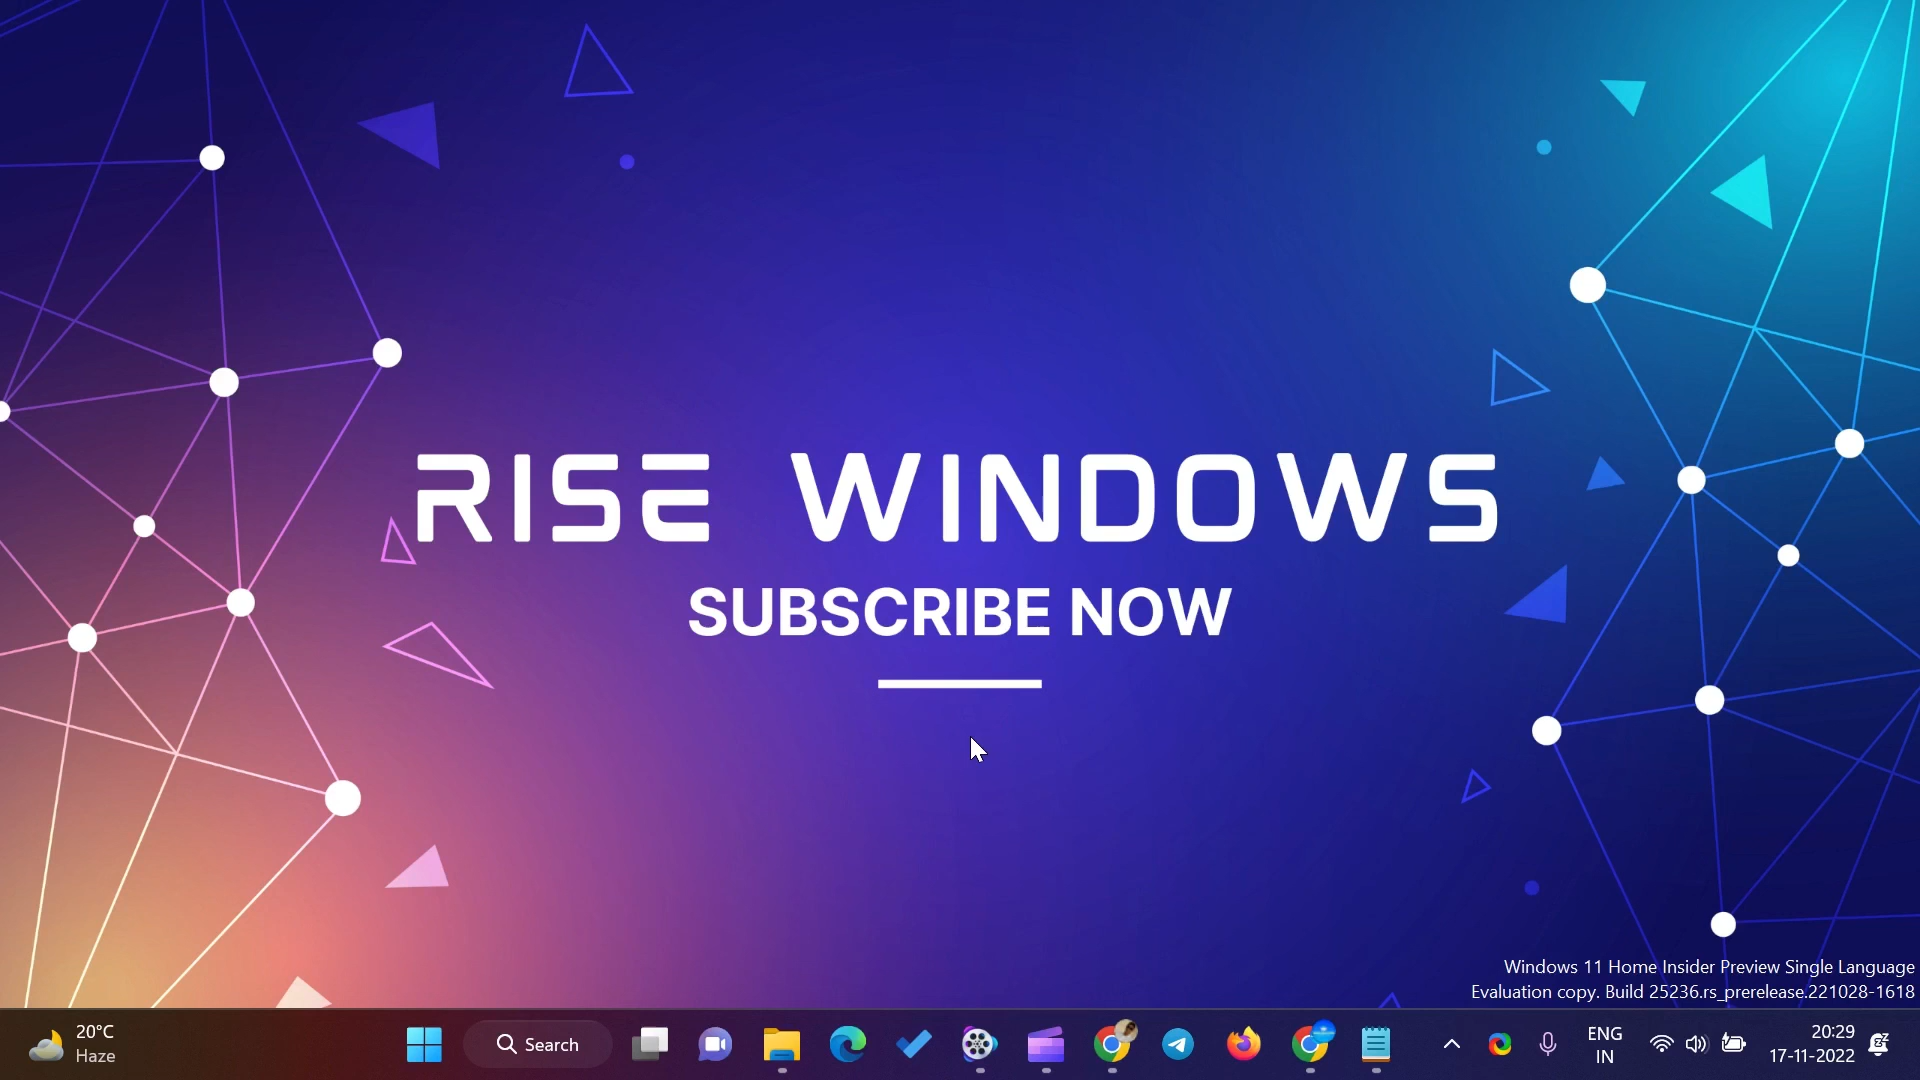 RISE WINDOWS
SUBSCRIBE NOW
Windows 11 Home Insider Preview Single Language
Evaluation copy. Build 25236.rs_prerelease.221028-1618
20°C
Haze
Search
ENG
IN
20:29
17-11-2022